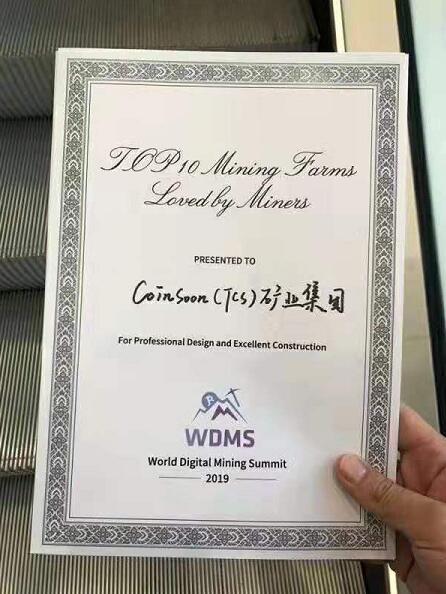 TOP10 Mining Farms
Loved by Miners
PRESENTED TO
CoinSoon (TCS) 矿业集团
For Professional Design and Excellent Construction
R
WDMS
World Digital Mining Summit
2019